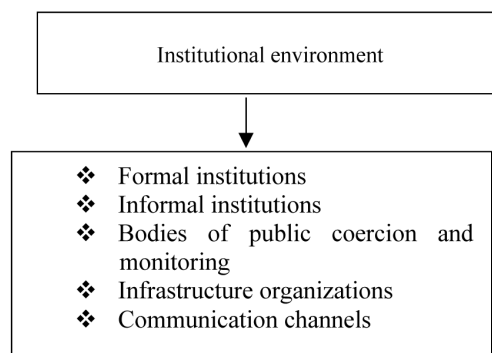 Institutional environment
❖ Formal institutions
❖ Informal institutions
❖ Bodies of public coercion and
monitoring
❖ Infrastructure organizations
❖ Communication channels